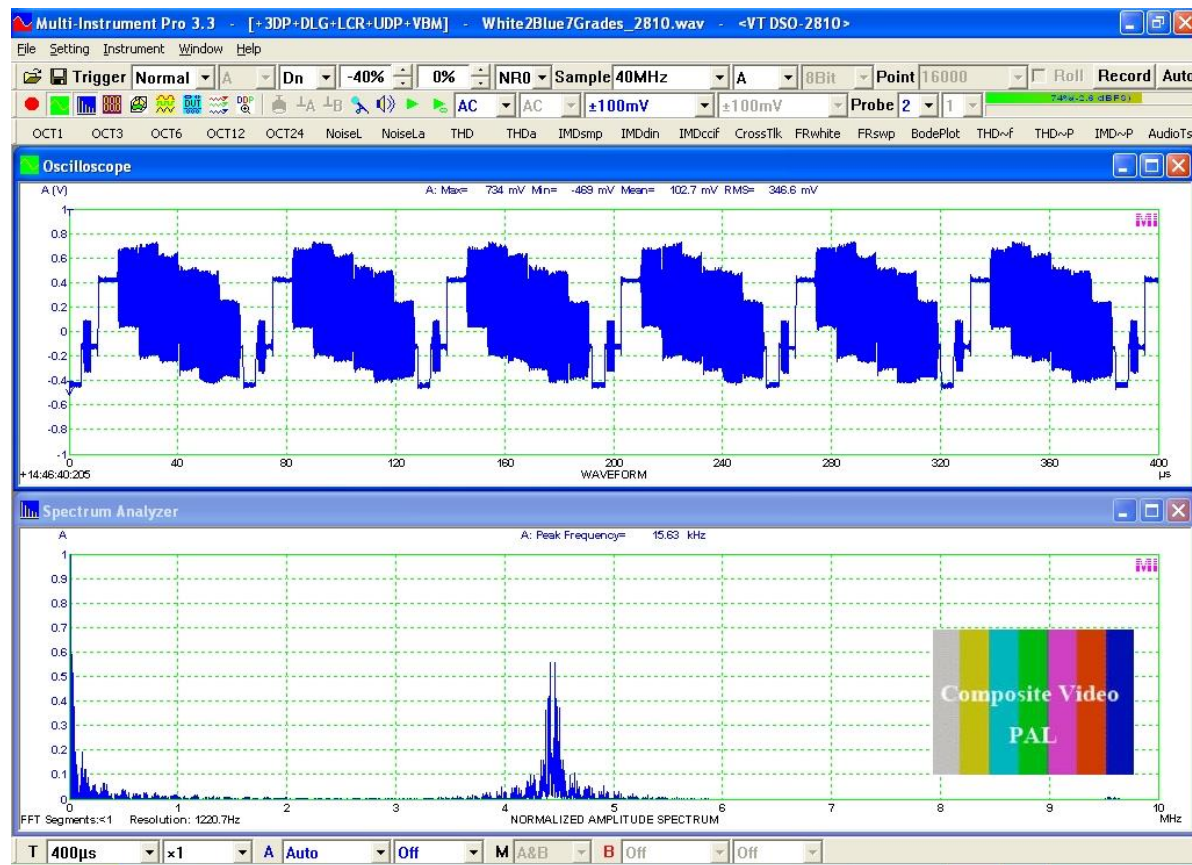 Multi-Instrument Pro 3.3 - [+3DP+DLG+LCR+UDP+VBM] - White2Blue7Grades_2810.wav - <VT DSO-2810>
File Setting Instrument Window Help
Trigger Normal A Dn -40% 0% NR0 Sample 40MHz A 8Bit Point 16000 Roll Record Auto
AC AC ±100mV ±100mV Probe 2 1 74%(-2.6 dBFS)
OCT1 OCT3 OCT6 OCT12 OCT24 NoiseL NoiseLa THD THDa IMDsmp IMDdin IMDccif CrossTlk FRwhite FRswp BodePlot THD~f THD~P IMD~P AudioTs
Oscilloscope
A (V) A: Max= 734 mV Min= -469 mV Mean= 102.7 mV RMS= 346.6 mV
MI
1
0.8
0.6
0.4
0.2
0
-0.2
-0.4
-0.6
-0.8
-1
0 40 80 120 160 200 240 280 320 360 400
+14:46:40:205 WAVEFORM µs
Spectrum Analyzer
A A: Peak Frequency= 15.63 kHz
MI
1
0.9
0.8
0.7
0.6
0.5
0.4
0.3
0.2
0.1
0
Composite Video
PAL
0 1 2 3 4 5 6 7 8 9 10
FFT Segments:<1 Resolution: 1220.7Hz NORMALIZED AMPLITUDE SPECTRUM MHz
T 400µs ×1 A Auto Off M A&B B Off Off